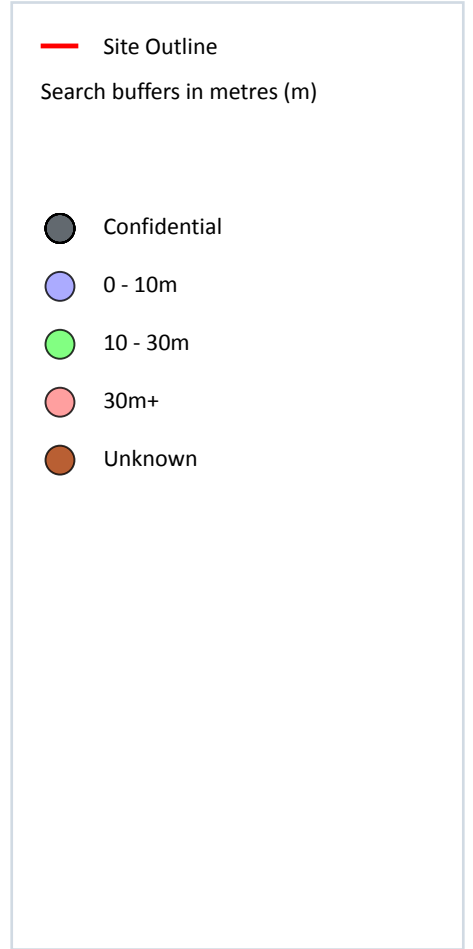 Site Outline
Search buffers in metres (m)
Confidential
0 - 10m
10 - 30m
30m+
Unknown